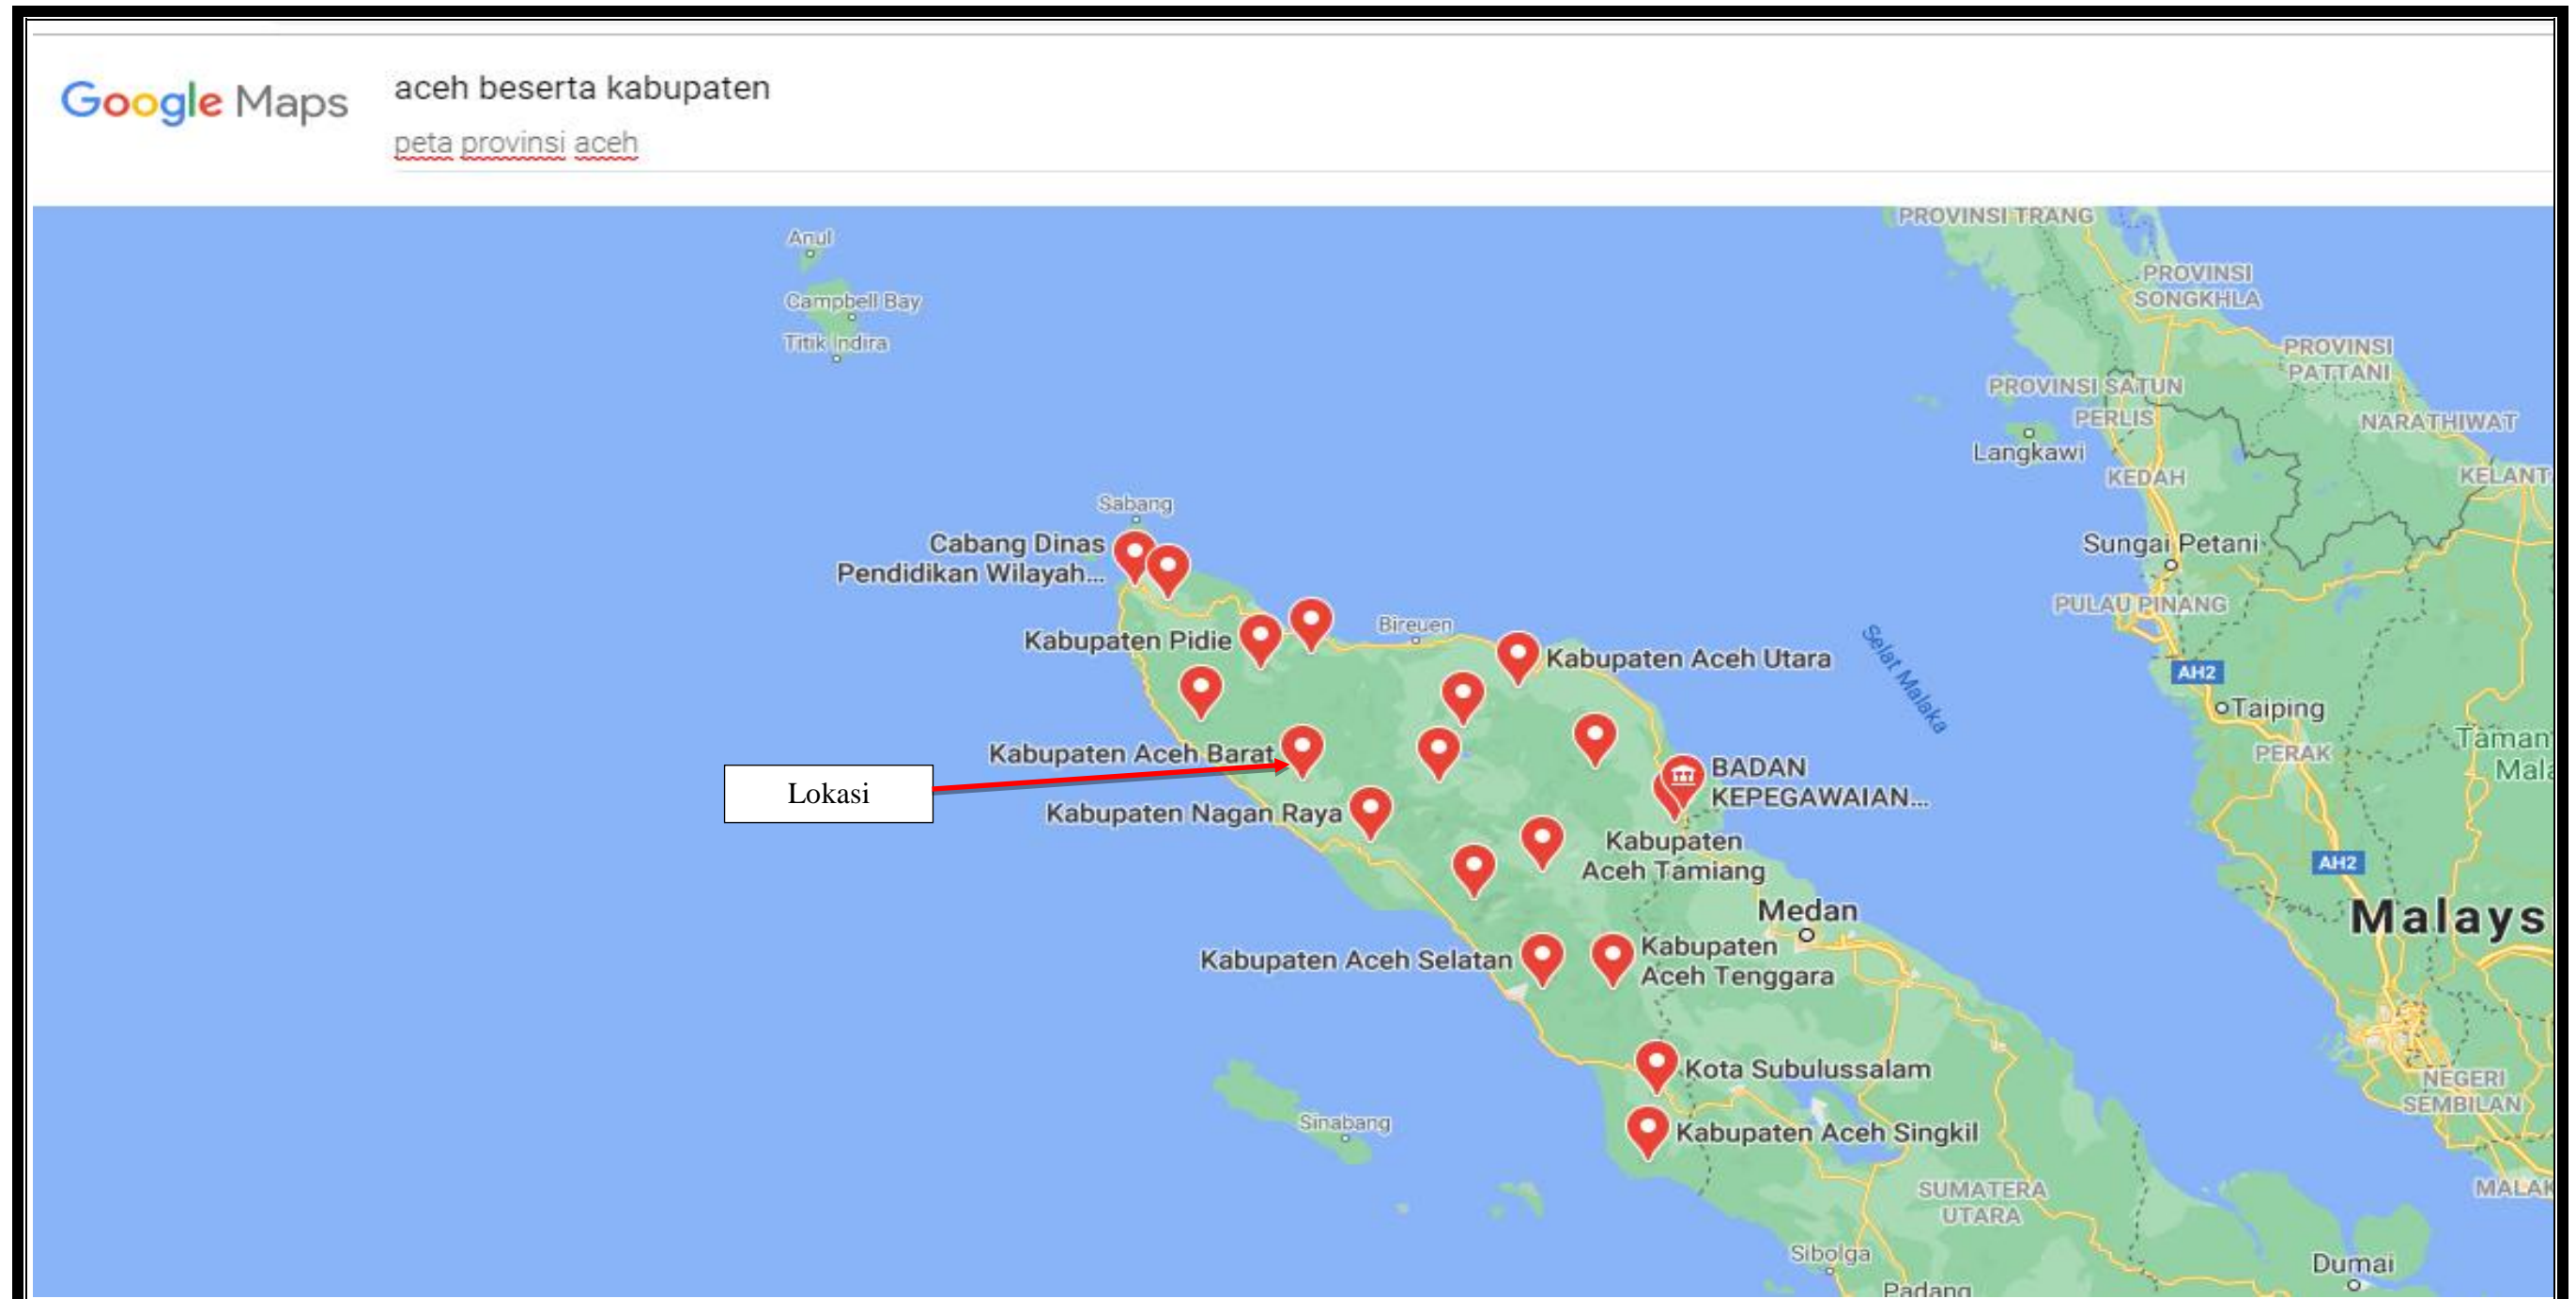 Google Maps
aceh beserta kabupaten
peta provinsi aceh
PROVINSI TRANG
Anul
PROVINSI
SONGKHLA
Campbell Bay
Titik Indira
PROVINSI
PATTANI
PROVINSI SATUN
PERLIS
NARATHIWAT
Langkawi
KEDAH
KELANT
Sabang
Cabang Dinas
Pendidikan Wilayah...
Sungai Petani
PULAU PINANG
Bireuen
Kabupaten Pidie
Kabupaten Aceh Utara
Selat Malaka
AH2
Taiping
Kabupaten Aceh Barat
PERAK
Taman
Mala
BADAN
KEPEGAWAIAN...
Lokasi
Kabupaten Nagan Raya
Kabupaten
Aceh Tamiang
AH2
Medan
Malays
Kabupaten Aceh Selatan
Kabupaten
Aceh Tenggara
Kota Subulussalam
NEGERI
SEMBILAN
Sinabang
Kabupaten Aceh Singkil
SUMATERA
UTARA
MALAK
Sibolga
Dumai
Padang